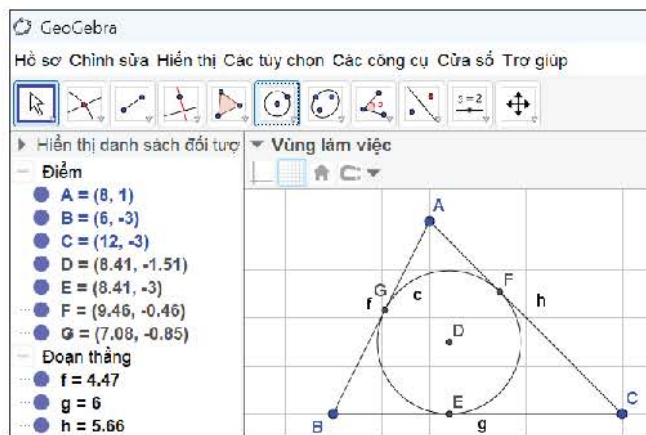 GeoGebra
Hồ sơ Chỉnh sửa Hiển thị Các tùy chọn Các công cụ Cửa số Trợ giúp
a=2
Hiển thị danh sách đối tượ
Vùng làm việc
Điểm
A = (8, 1)
B = (6, -3)
C = (12, -3)
D = (8.41, -1.51)
E = (8.41, -3)
F = (9.46, -0.46)
G = (7.08, -0.85)
Đoạn thẳng
f = 4.47
g = 6
h = 5.66
A
G
f
c
F
h
D
B
E
g
C